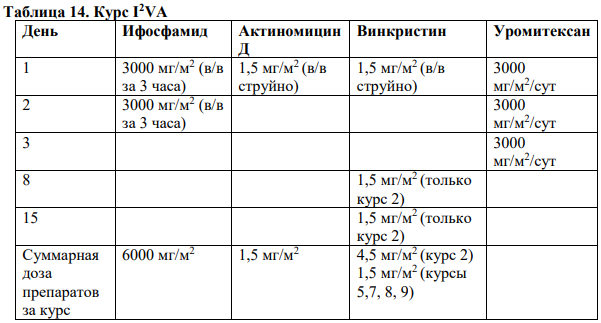 Таблица 14. Курс I²VA
День Ифосфамид Актиномицин Д Винкристин Уромитексан
1 3000 мг/м² (в/в за 3 часа) 1,5 мг/м² (в/в струйно) 1,5 мг/м² (в/в струйно) 3000 мг/м²/сут
2 3000 мг/м² (в/в за 3 часа) 3000 мг/м²/сут
3 3000 мг/м²/сут
8 1,5 мг/м² (только курс 2)
15 1,5 мг/м² (только курс 2)
Суммарная доза препаратов за курс 6000 мг/м² 1,5 мг/м² 4,5 мг/м² (курс 2) 1,5 мг/м² (курсы 5,7, 8, 9)